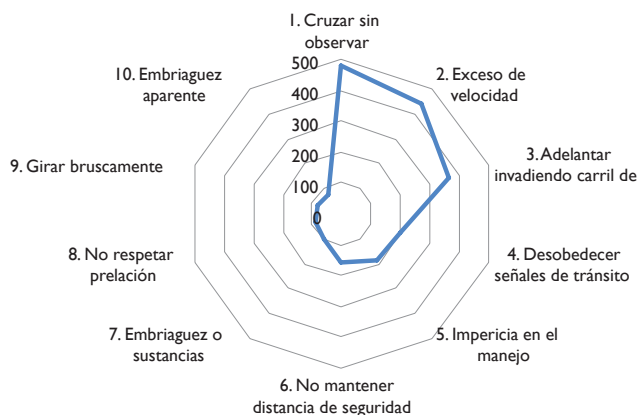 1. Cruzar sin
observar
2. Exceso de
velocidad
3. Adelantar
invadiendo carril de
4. Desobedecer
señales de tránsito
5. Impericia en el
manejo
6. No mantener
distancia de seguridad
7. Embriaguez o
sustancias
8. No respetar
prelación
9. Girar bruscamente
10. Embriaguez
aparente
500
400
300
200
100
0